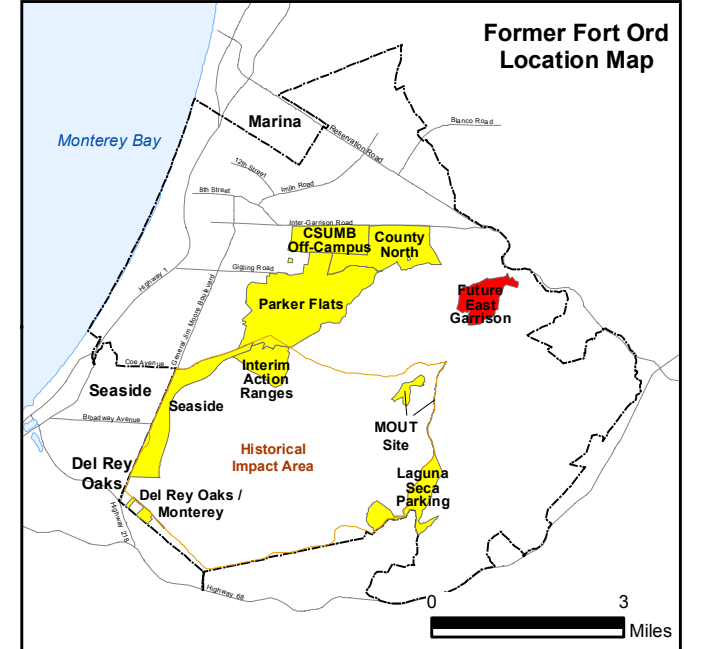 Former Fort Ord
Location Map
Marina
Blanco Road
Reservation Road
Monterey Bay
12th Street
Imjin Road
8th Street
Inter-Garrison Road
CSUMB
Off-Campus
County
North
Gigling Road
Highway 1
General Jim Moore Boulevard
Parker Flats
Future
East
Garrison
Coe Avenue
Interim
Action
Ranges
Seaside
Seaside
Broadway Avenue
MOUT
Site
Historical
Impact Area
Del Rey
Oaks
Laguna
Seca
Parking
Del Rey Oaks /
Monterey
Highway 218
Highway 68
0
3
Miles